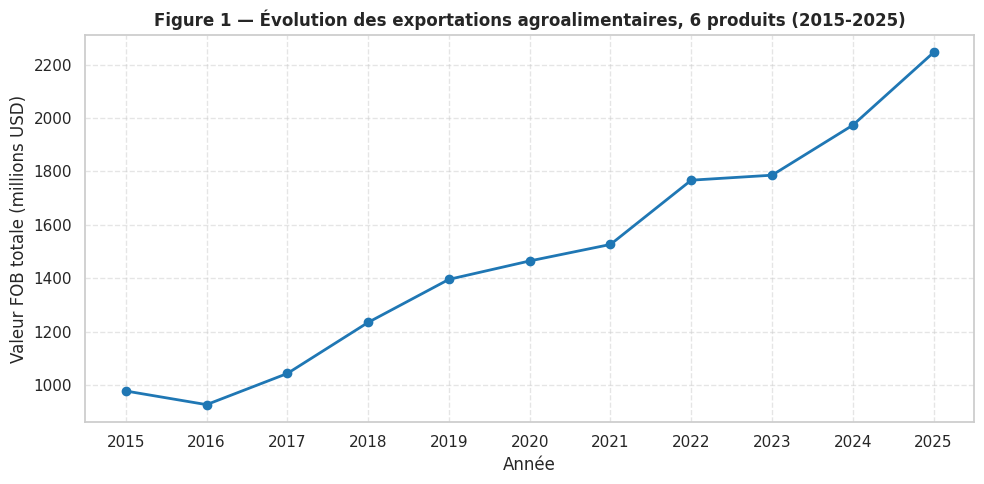 Figure 1 — Évolution des exportations agroalimentaires, 6 produits (2015-2025)
Valeur FOB totale (millions USD)
2200
2000
1800
1600
1400
1200
1000
2015 2016 2017 2018 2019 2020 2021 2022 2023 2024 2025
Année